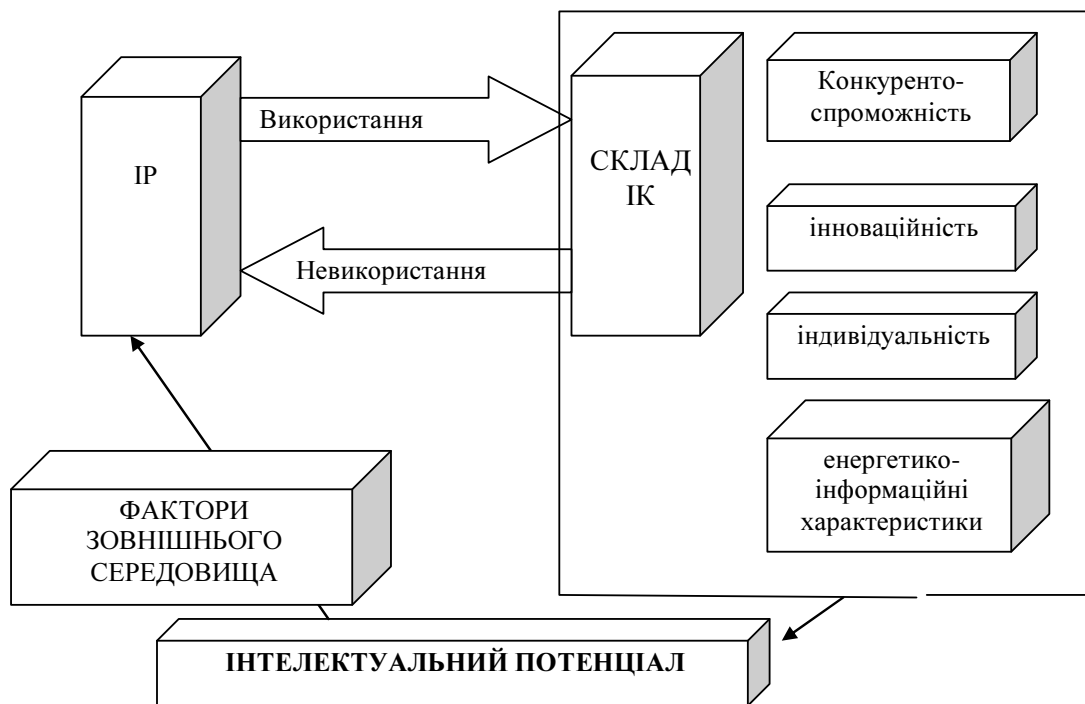 Конкуренто-
спроможність
Використання
ІР
СКЛАД
ІК
інноваційність
Невикористання
індивідуальність
енергетико-
інформаційні
характеристики
ФАКТОРИ
ЗОВНІШНЬОГО
СЕРЕДОВИЩА
ІНТЕЛЕКТУАЛЬНИЙ ПОТЕНЦІАЛ